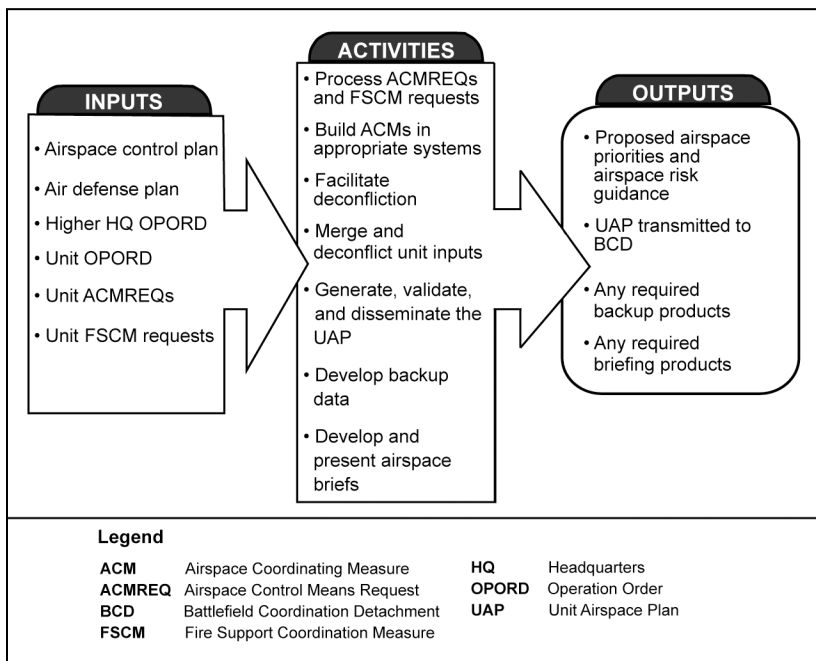 INPUTS
• Airspace control plan
• Air defense plan
• Higher HQ OPORD
• Unit OPORD
• Unit ACMREQs
• Unit FSCM requests
ACTIVITIES
• Process ACMREQs
and FSCM requests
• Build ACMs in
appropriate systems
• Facilitate
deconfliction
• Merge and
deconflict unit inputs
• Generate, validate,
and disseminate the
UAP
• Develop backup
data
• Develop and
present airspace
briefs
OUTPUTS
• Proposed airspace
priorities and
airspace risk
guidance
• UAP transmitted to
BCD
• Any required
backup products
• Any required
briefing products
Legend
ACM Airspace Coordinating Measure
ACMREQ Airspace Control Means Request
BCD Battlefield Coordination Detachment
FSCM Fire Support Coordination Measure
HQ Headquarters
OPORD Operation Order
UAP Unit Airspace Plan